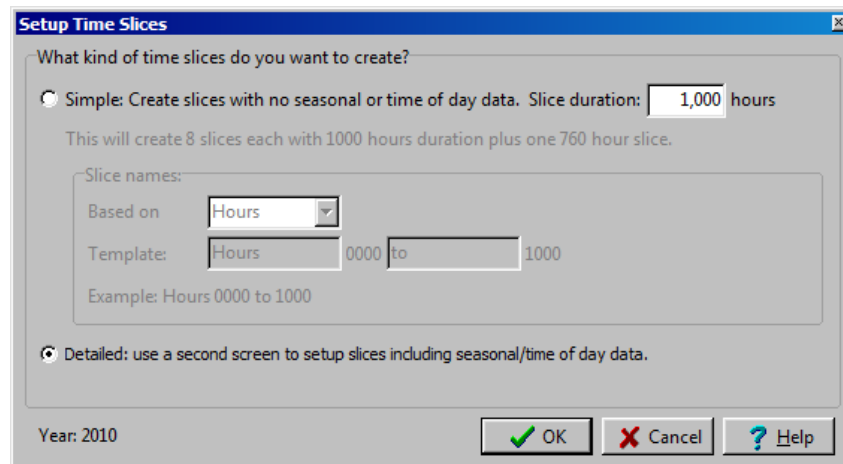 Setup Time Slices
What kind of time slices do you want to create?
Simple: Create slices with no seasonal or time of day data. Slice duration: 1,000 hours
This will create 8 slices each with 1000 hours duration plus one 760 hour slice.
Slice names:
Based on Hours
Template: Hours 0000 to 1000
Example: Hours 0000 to 1000
Detailed: use a second screen to setup slices including seasonal/time of day data.
Year: 2010 OK Cancel Help